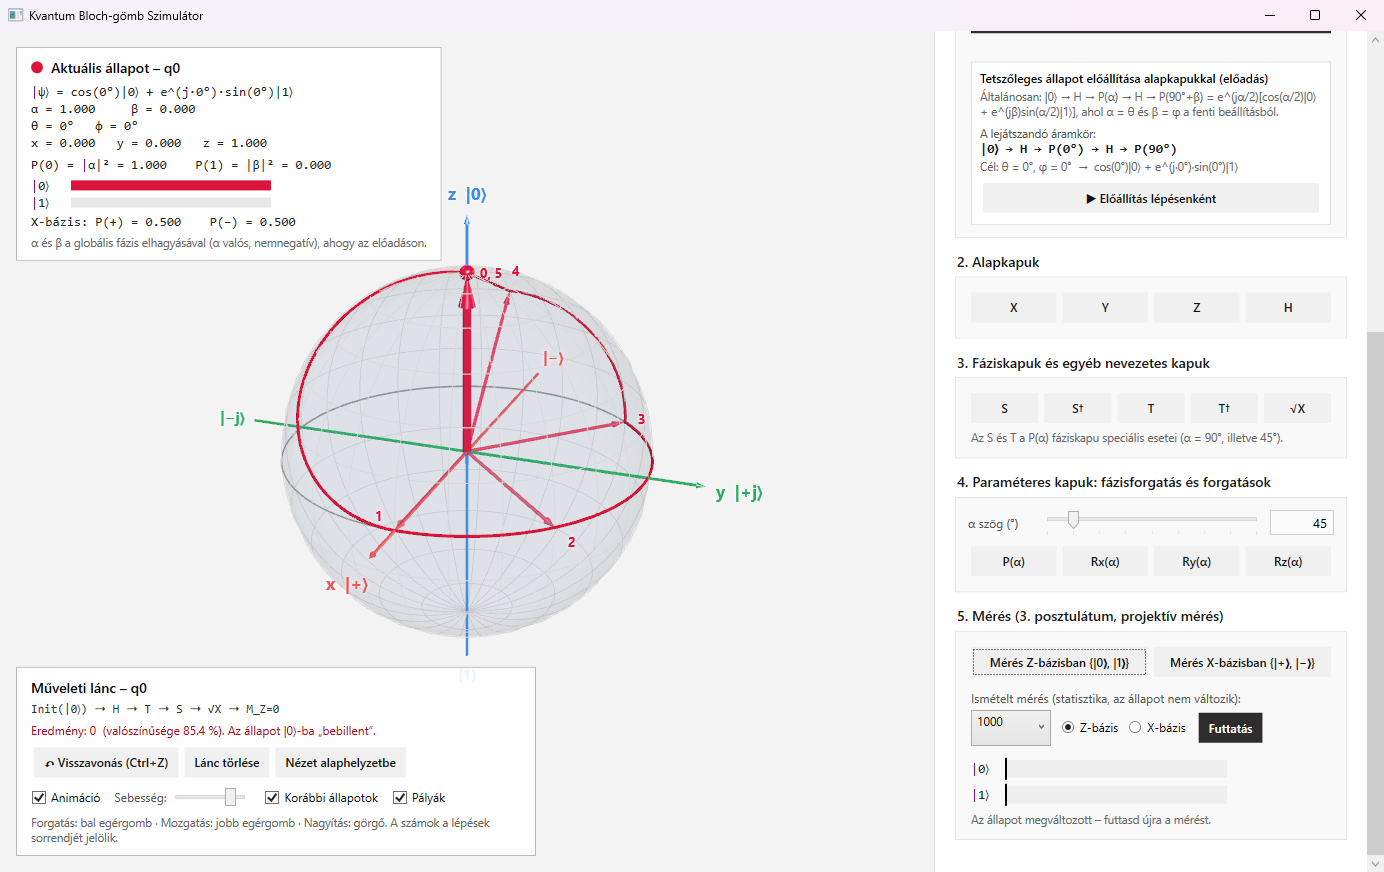 Kvantum Bloch-gömb Szimulátor
Aktuális állapot – q0
|ψ⟩ = cos(0°)|0⟩ + e^(j·0°)·sin(0°)|1⟩
α = 1.000 β = 0.000
θ = 0° ϕ = 0°
x = 0.000 y = 0.000 z = 1.000
P(0) = |α|² = 1.000 P(1) = |β|² = 0.000
|0⟩
|1⟩
X-bázis: P(+) = 0.500 P(−) = 0.500
α és β a globális fázis elhagyásával (α valós, nemnegatív), ahogy az előadáson.
z |0⟩
0, 5 4
|−⟩
|−j⟩
3
y |+j⟩
1
2
x |+⟩
|1⟩
Műveleti lánc – q0
Init(|0⟩) → H → T → S → √X → M_Z=0
Eredmény: 0 (valószínűsége 85.4 %). Az állapot |0⟩-ba „bebillent”.
↶ Visszavonás (Ctrl+Z)
Lánc törlése
Nézet alaphelyzetbe
Animáció
Sebesség:
Korábbi állapotok
Pályák
Forgatás: bal egérgomb · Mozgatás: jobb egérgomb · Nagyítás: görgő. A számok a lépések
sorrendjét jelölik.
Tetszőleges állapot előállítása alapkapukkal (előadás)
Általánosan: |0⟩ → H → P(α) → H → P(90°+β) = e^(jα/2)[cos(α/2)|0⟩
+ e^(jβ)sin(α/2)|1⟩], ahol α = θ és β = φ a fenti beállításból.
A lejátszandó áramkör:
|0⟩ → H → P(0°) → H → P(90°)
Cél: θ = 0°, φ = 0° → cos(0°)|0⟩ + e^(j·0°)·sin(0°)|1⟩
▶ Előállítás lépésenként
2. Alapkapuk
X
Y
Z
H
3. Fáziskapuk és egyéb nevezetes kapuk
S
S†
T
T†
√X
Az S és T a P(α) fáziskapu speciális esetei (α = 90°, illetve 45°).
4. Paraméteres kapuk: fázisforgatás és forgatások
α szög (°)
45
P(α)
Rx(α)
Ry(α)
Rz(α)
5. Mérés (3. posztulátum, projektív mérés)
Mérés Z-bázisban {|0⟩, |1⟩}
Mérés X-bázisban {|+⟩, |−⟩}
Ismételt mérés (statisztika, az állapot nem változik):
1000
Z-bázis
X-bázis
Futtatás
|0⟩
|1⟩
Az állapot megváltozott – futtasd újra a mérést.